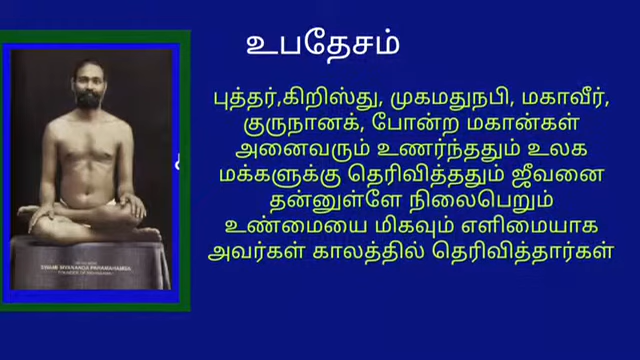 உபதேசம்
புத்தர்,கிறிஸ்து, முகமதுநபி, மகாவீர்,
குருநானக், போன்ற மகான்கள்
அனைவரும் உணர்ந்ததும் உலக
மக்களுக்கு தெரிவித்ததும் ஜீவனை
தன்னுள்ளே நிலைபெறும்
உண்மையை மிகவும் எளிமையாக
அவர்கள் காலத்தில் தெரிவித்தார்கள்
SWAMI